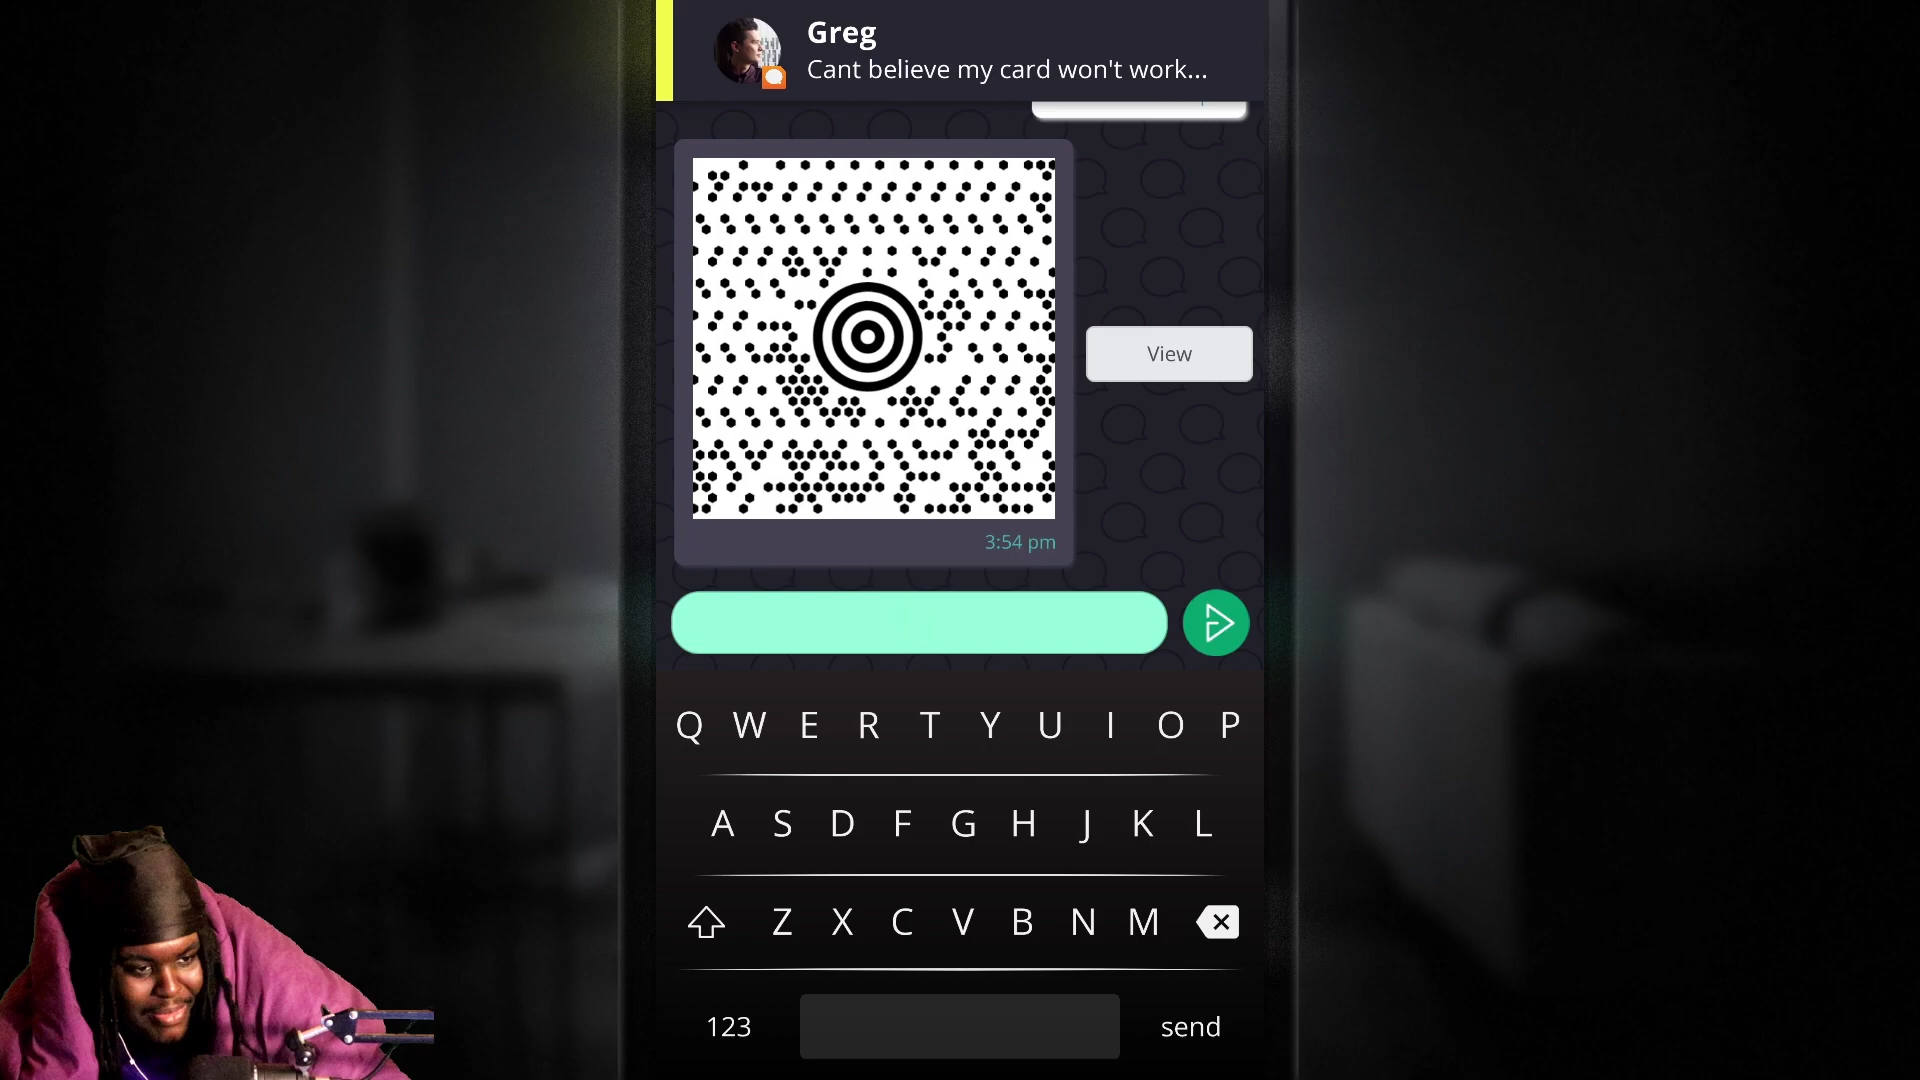 Greg
Cant believe my card won't work...
View
3:54 pm
Q W E R T Y U I O P
A S D F G H J K L
Z X C V B N M
123
send